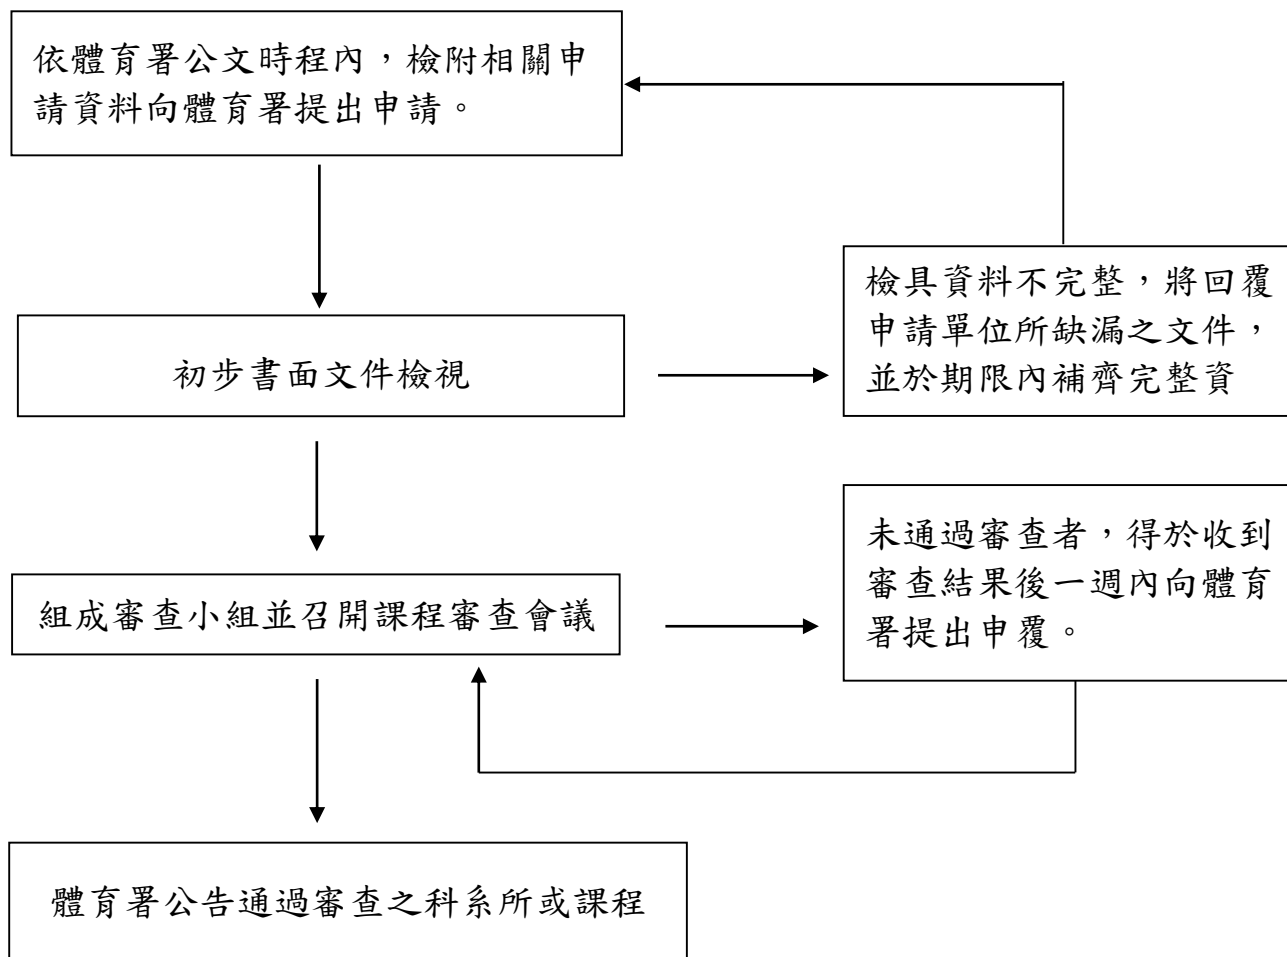 依體育署公文時程內，檢附相關申
請資料向體育署提出申請。
初步書面文件檢視
檢具資料不完整，將回覆
申請單位所缺漏之文件，
並於期限內補齊完整資
組成審查小組並召開課程審查會議
未通過審查者，得於收到
審查結果後一週內向體育
署提出申覆。
體育署公告通過審查之科系所或課程